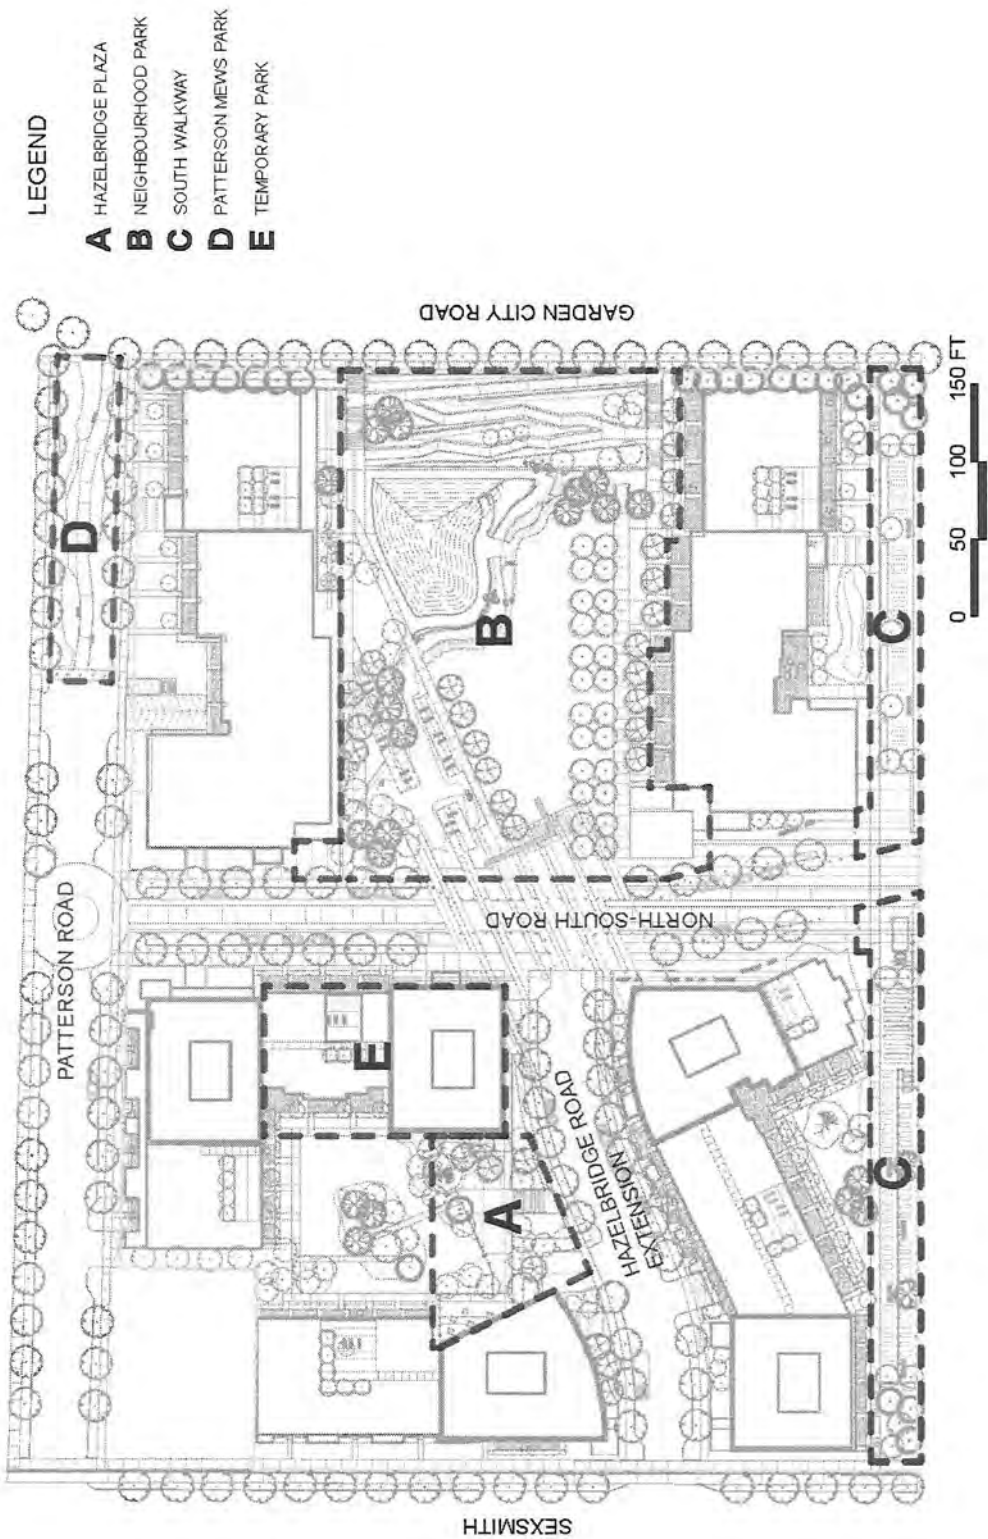 LEGEND
A HAZELBRIDGE PLAZA
B NEIGHBOURHOOD PARK
C SOUTH WALKWAY
D PATTERSON MEWS PARK
E TEMPORARY PARK
PATTERSON ROAD
D
GARDEN CITY ROAD
B
NORTH-SOUTH ROAD
E
A
HAZELBRIDGE ROAD
EXTENSION
C
C
SEXSMITH
0 50 100 150 FT